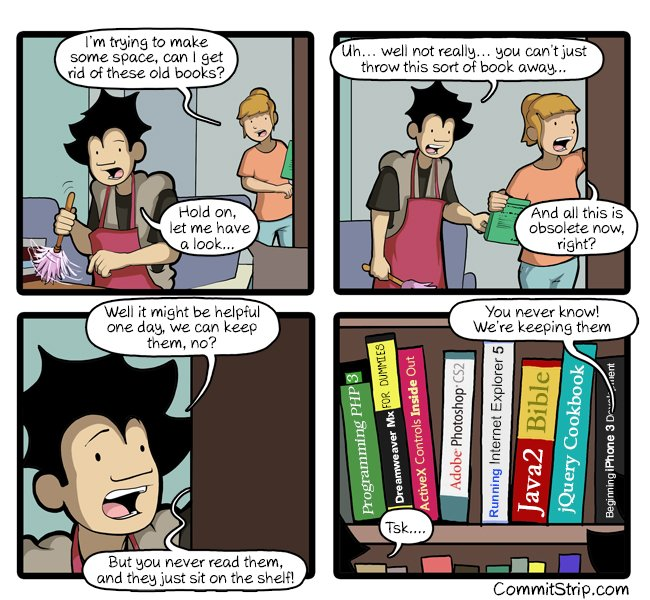 I'm trying to make
some space, can I get
rid of these old books?
Hold on,
let me have
a look...
Uh... well not really... you can't just
throw this sort of book away...
And all this is
obsolete now,
right?
Well it might be helpful
one day, we can keep
them, no?
But you never read them,
and they just sit on the shelf!
You never know!
We're keeping them
Programming PHP 3
Dreamweaver Mx FOR DUMMIES
ActiveX Controls Inside Out
Adobe Photoshop CS2
Running Internet Explorer 5
Java2 Bible
jQuery Cookbook
Beginning iPhone 3 Development
Tsk....
CommitStrip.com